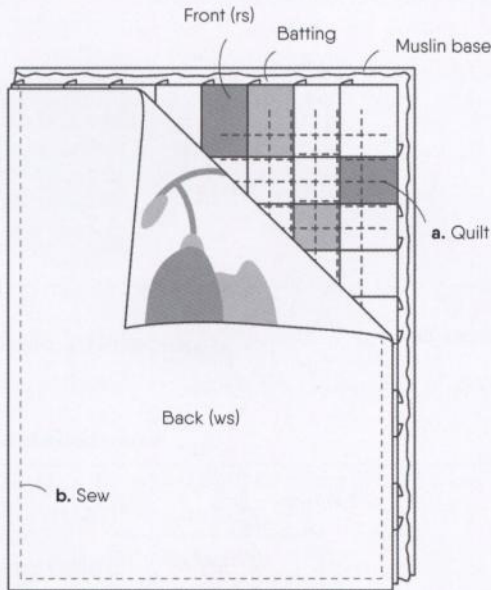 Front (rs)
Batting
Muslin base
a. Quilt
Back (ws)
b. Sew